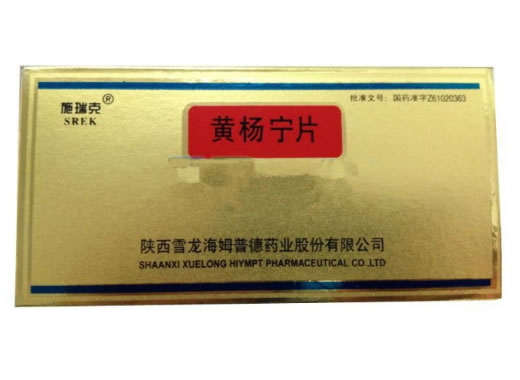 施瑞克®
SREK
批准文号：国药准字Z61020363
黄杨宁片
陕西雪龙海姆普德药业股份有限公司
SHAANXI XUELONG HIYMPT PHARMACEUTICAL CO .LTD